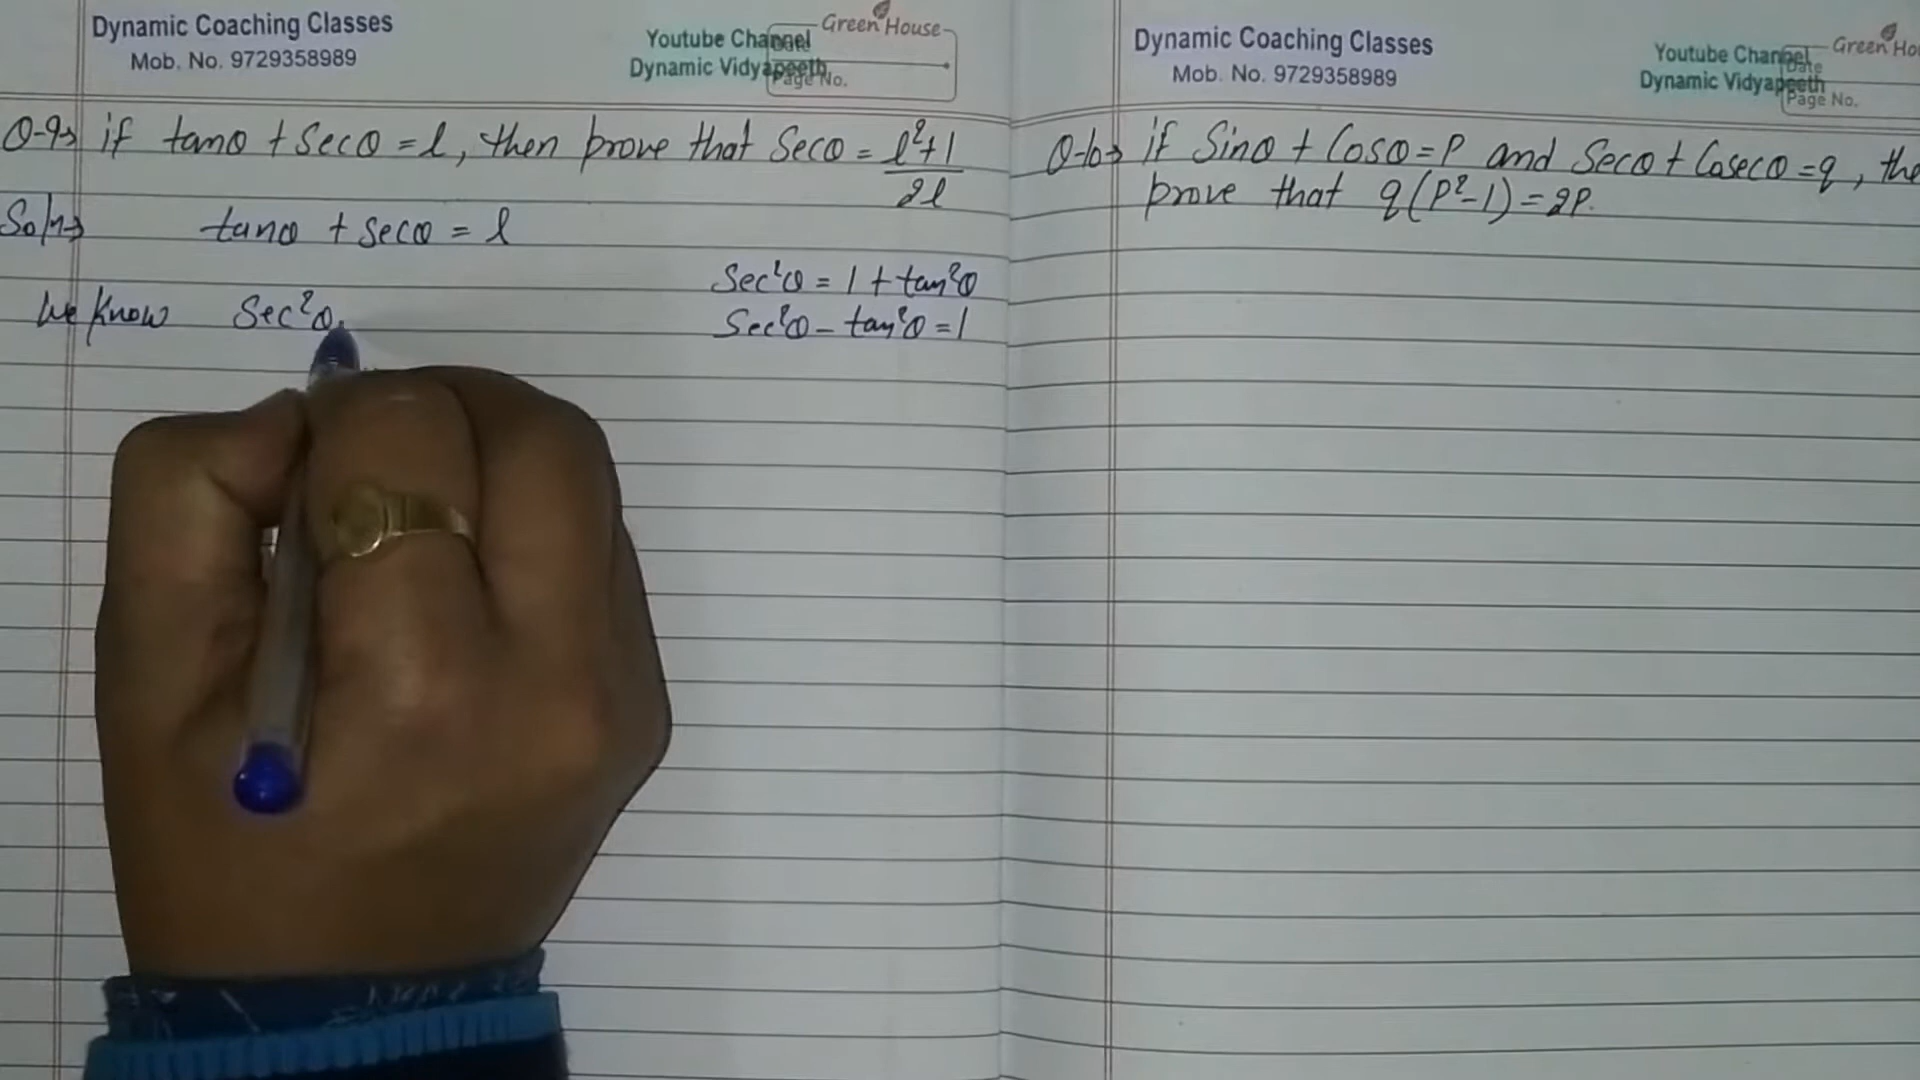 Dynamic Coaching Classes
Mob. No. 9729358989
Youtube Channel
Dynamic Vidyapeeth
Green House
Date
Page No.
Q-9→ if tanθ + Secθ = l, then prove that Secθ = l²+1 / 2l
Soln→ tanθ + secθ = l
Sec²θ = 1 + tan²θ
Sec²θ - tan²θ = 1
We Know Sec²θ
Dynamic Coaching Classes
Mob. No. 9729358989
Youtube Channel
Dynamic Vidyapeeth
Green Ho
Date
Page No.
Q-10→ if Sinθ + Cosθ = P and Secθ + Cosecθ = q, the
prove that q(P²-1) = 2P.